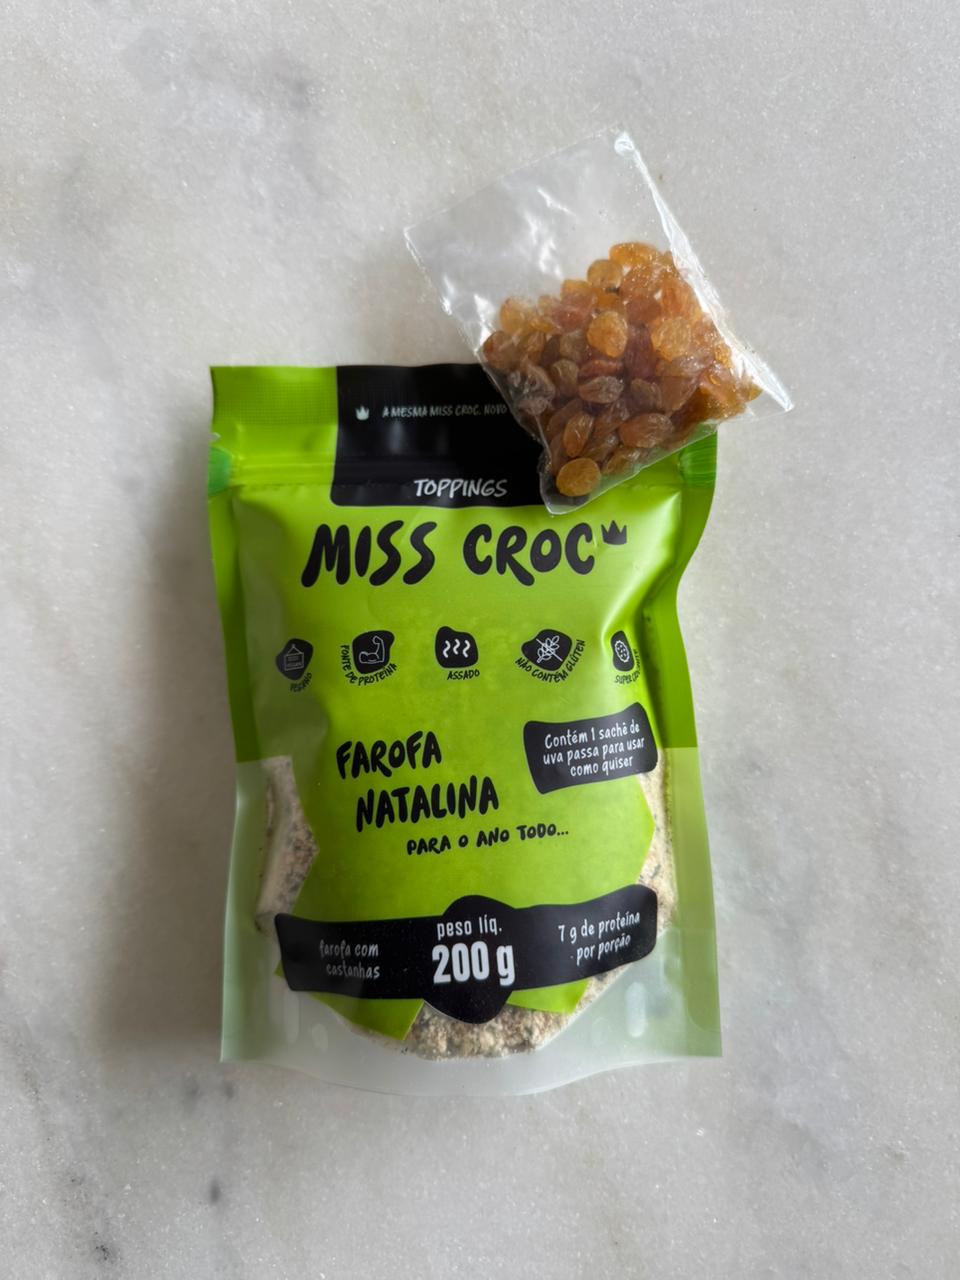 A MESMA MISS CROC. NOVO
TOPPINGS
MISS CROC
VEGANO
FONTE DE PROTEÍNA
ASSADO
NÃO CONTÉM GLÚTEN
SUPER
FAROFA
NATALINA
PARA O ANO TODO...
Contém 1 sachê de
uva passa para usar
como quiser
farofa com
castanhas
peso líq.
200 g
7 g de proteína
por porção